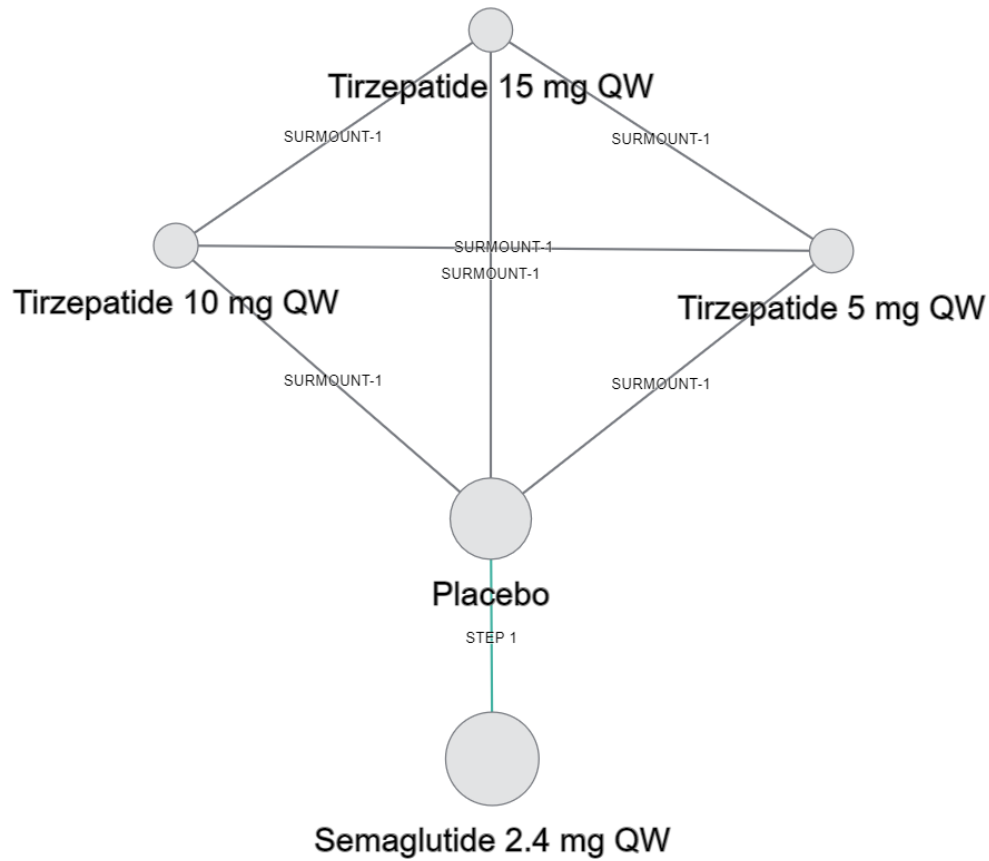 Tirzepatide 15 mg QW
SURMOUNT-1
SURMOUNT-1
SURMOUNT-1
SURMOUNT-1
Tirzepatide 10 mg QW
Tirzepatide 5 mg QW
SURMOUNT-1
SURMOUNT-1
Placebo
STEP 1
Semaglutide 2.4 mg QW